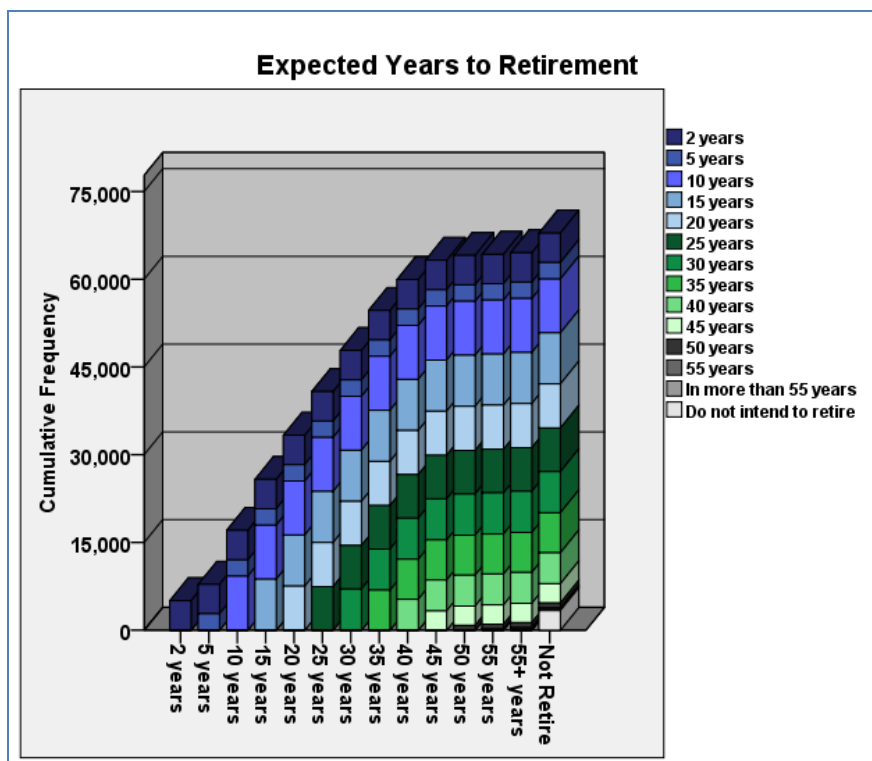 Expected Years to Retirement
Cumulative Frequency
75,000
60,000
45,000
30,000
15,000
0
2 years
5 years
10 years
15 years
20 years
25 years
30 years
35 years
40 years
45 years
50 years
55 years
55+ years
Not Retire
2 years
5 years
10 years
15 years
20 years
25 years
30 years
35 years
40 years
45 years
50 years
55 years
In more than 55 years
Do not intend to retire